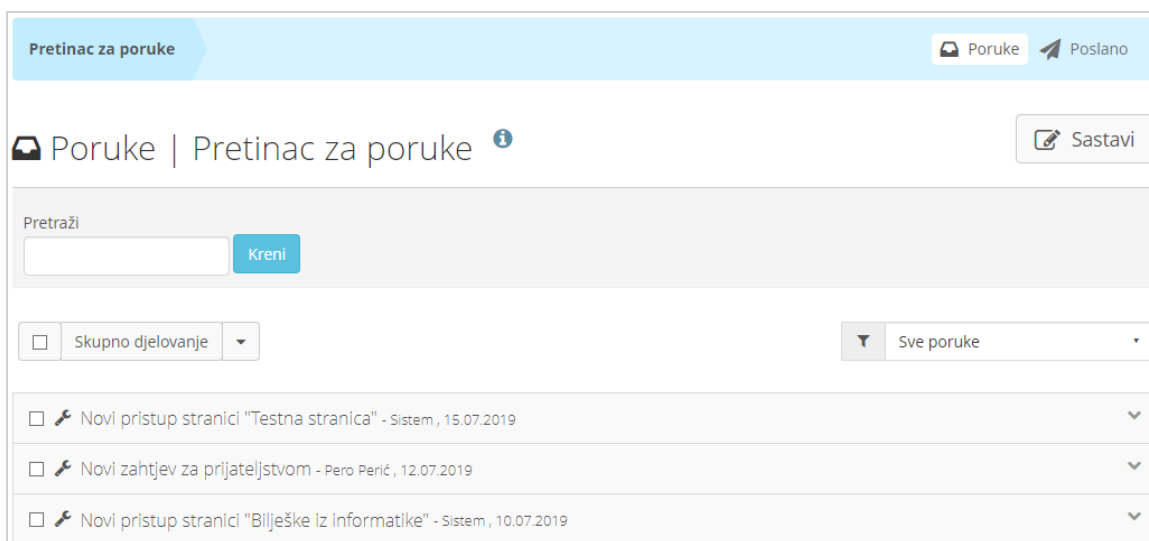 Pretinac za poruke
Poruke Poslano
Poruke | Pretinac za poruke
Sastavi
Pretraži
Kreni
Skupno djelovanje
Sve poruke
Novi pristup stranici "Testna stranica" - Sistem , 15.07.2019
Novi zahtjev za prijateljstvom - Pero Perić , 12.07.2019
Novi pristup stranici "Bilješke iz informatike" - Sistem , 10.07.2019